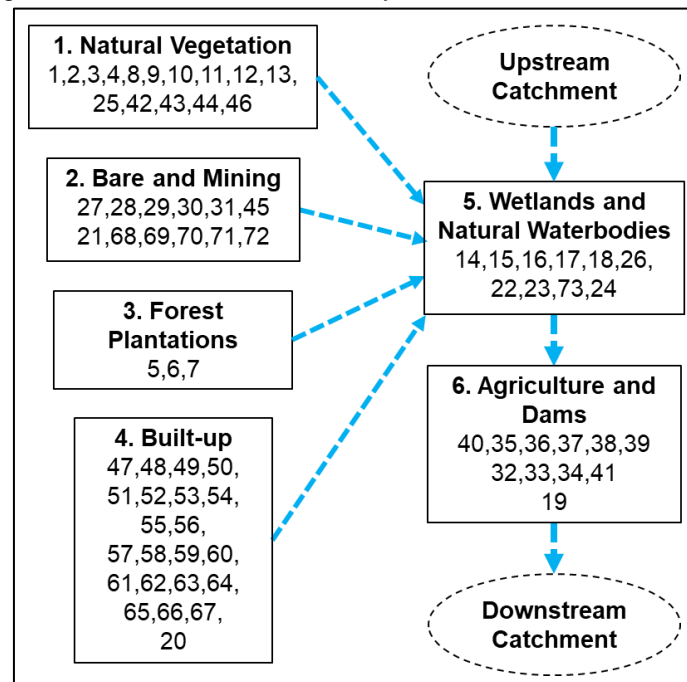 1. Natural Vegetation
1,2,3,4,8,9,10,11,12,13,
25,42,43,44,46
2. Bare and Mining
27,28,29,30,31,45
21,68,69,70,71,72
3. Forest
Plantations
5,6,7
4. Built-up
47,48,49,50,
51,52,53,54,
55,56,
57,58,59,60,
61,62,63,64,
65,66,67,
20
Upstream
Catchment
5. Wetlands and
Natural Waterbodies
14,15,16,17,18,26,
22,23,73,24
6. Agriculture and
Dams
40,35,36,37,38,39
32,33,34,41
19
Downstream
Catchment